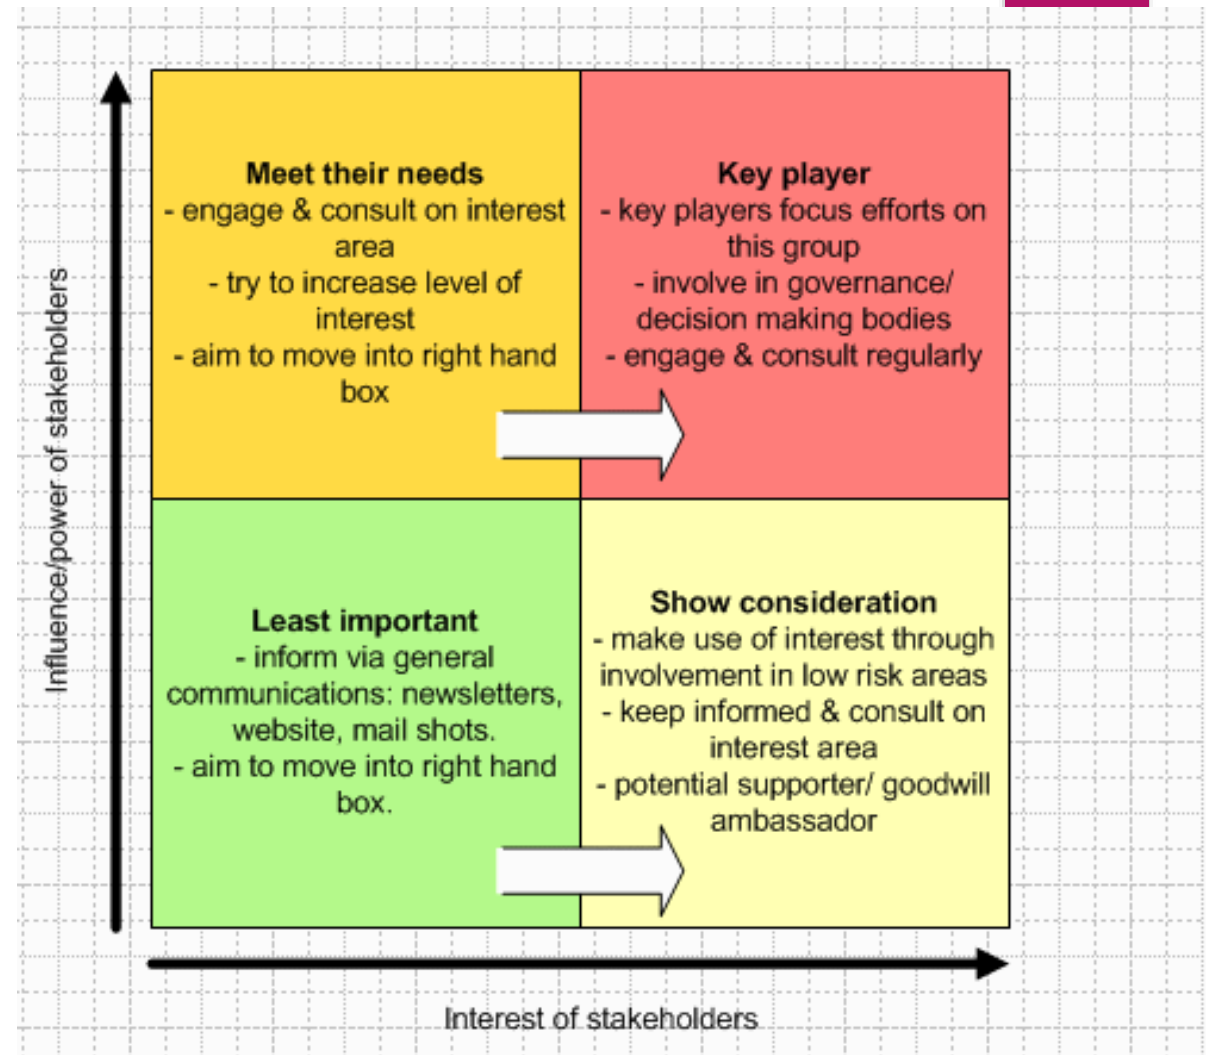 Meet their needs
- engage & consult on interest
area
- try to increase level of
interest
- aim to move into right hand
box
Key player
- key players focus efforts on
this group
- involve in governance/
decision making bodies
- engage & consult regularly
Influence/power of stakeholders
Least important
- inform via general
communications: newsletters,
website, mail shots.
- aim to move into right hand
box.
Show consideration
- make use of interest through
involvement in low risk areas
- keep informed & consult on
interest area
- potential supporter/ goodwill
ambassador
Interest of stakeholders